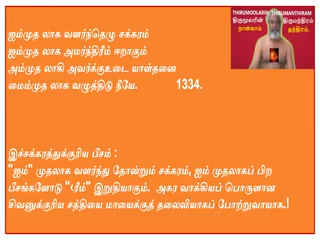 THIRUMOOLARIN THIRUMANTHIRAM
திருமூலரின் திருமந்திரம்
நான்காம் தந்திரம்.
ஐம்முத லாக வளர்ந்தெழு சக்கரம்
ஐம்முத லாக அமர்ந்திரீம் ஈறாகும்
அம்முத லாகி அவர்க்குஉடை யாள்தனை
மைம்முத லாக வழுத்திடு நீயே. 1334.
இச்சக்கரத்துக்குரிய பீசம் :
"ஐம்" முதலாக வளர்ந்து தோன்றும் சக்கரம், ஐம் முதலாகப் பிற
பீசங்களோடு "ஹ்ரீம்" இறுதியாகும். அகர வாக்கியப் பொருளான
சிவனுக்குரிய சத்தியை மாயைக்குத் தலைவியாகப் போற்றுவாயாக.!